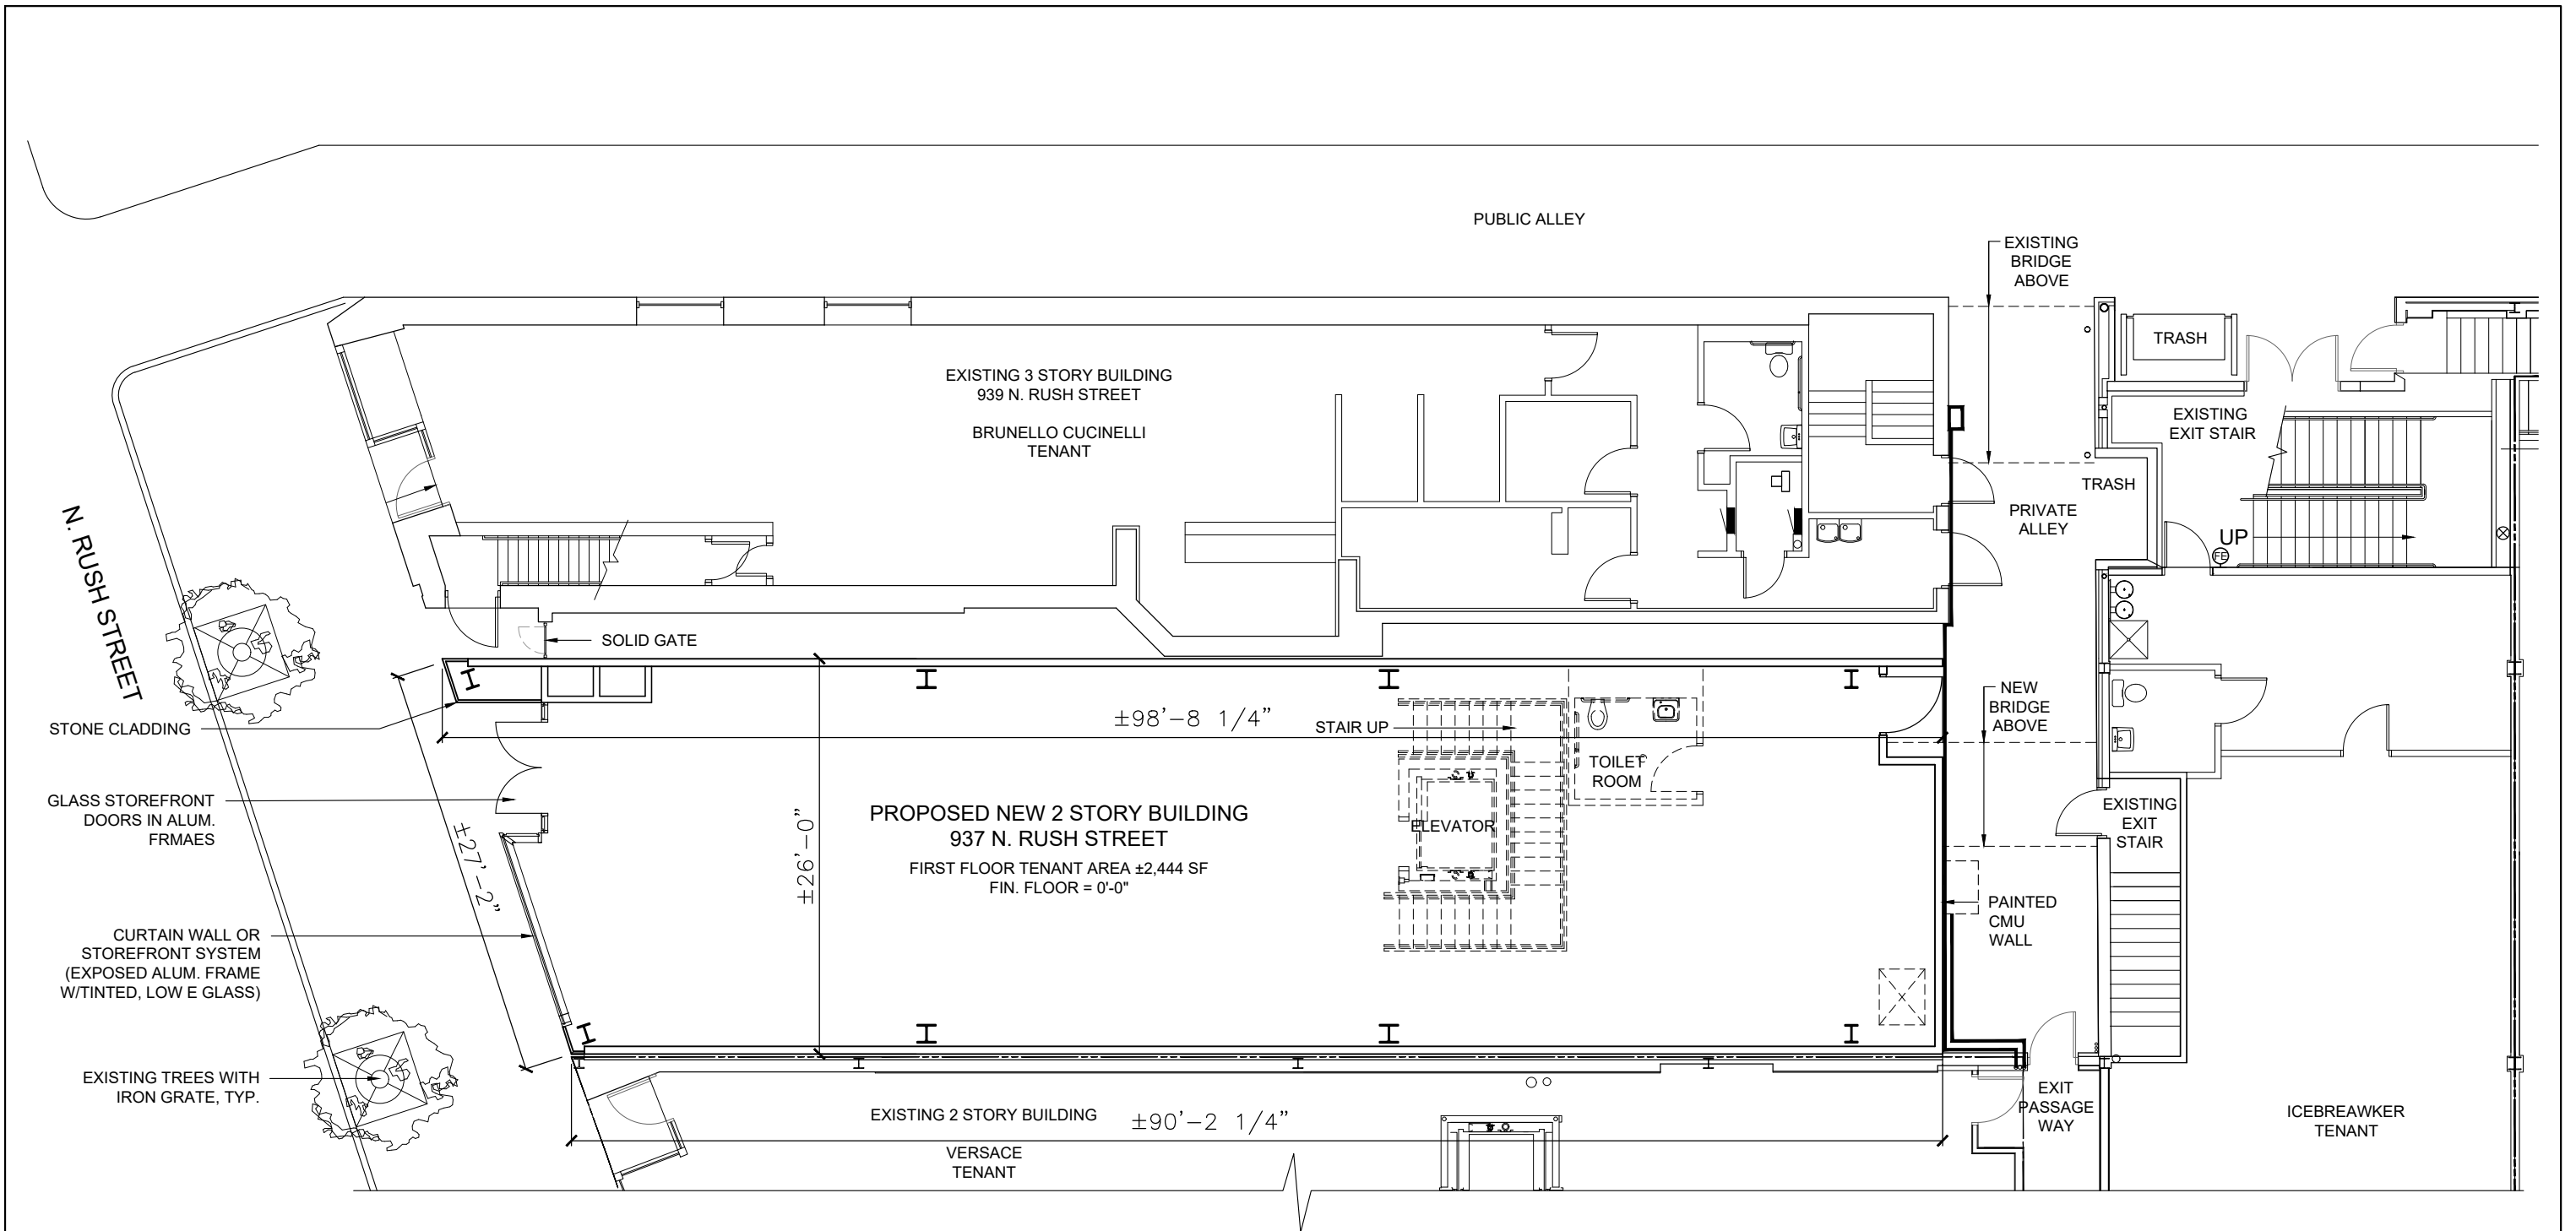 PUBLIC ALLEY
EXISTING
BRIDGE
ABOVE
TRASH
EXISTING 3 STORY BUILDING
939 N. RUSH STREET
BRUNELLO CUCINELLI
TENANT
EXISTING
EXIT STAIR
TRASH
PRIVATE
ALLEY
UP
FE
N. RUSH STREET
SOLID GATE
STONE CLADDING
±98'-8 1/4"
STAIR UP
NEW
BRIDGE
ABOVE
TOILET
ROOM
GLASS STOREFRONT
DOORS IN ALUM.
FRMAES
±27'-2"
±26'-0"
PROPOSED NEW 2 STORY BUILDING
937 N. RUSH STREET
FIRST FLOOR TENANT AREA ±2,444 SF
FIN. FLOOR = 0'-0"
ELEVATOR
EXISTING
EXIT
STAIR
PAINTED
CMU
WALL
CURTAIN WALL OR
STOREFRONT SYSTEM
(EXPOSED ALUM. FRAME
W/TINTED, LOW E GLASS)
EXISTING TREES WITH
IRON GRATE, TYP.
EXISTING 2 STORY BUILDING
±90'-2 1/4"
VERSACE
TENANT
EXIT
PASSAGE
WAY
ICEBREAWKER
TENANT